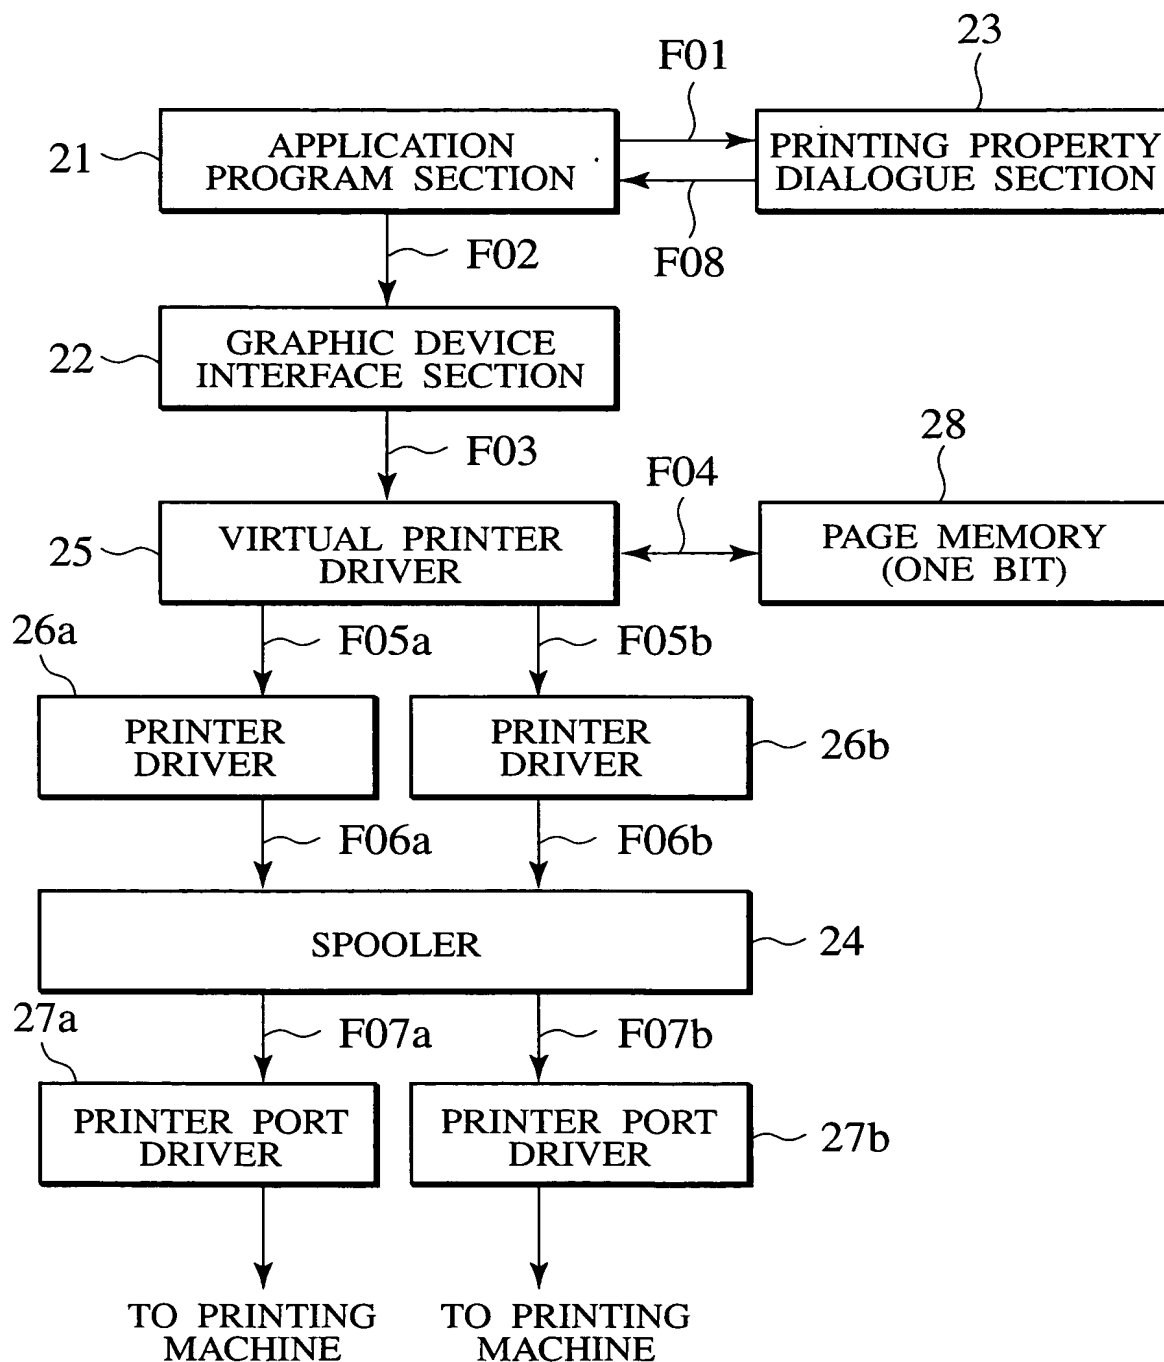 23
F01
21
APPLICATION
PROGRAM SECTION
PRINTING PROPERTY
DIALOGUE SECTION
F08
F02
22
GRAPHIC DEVICE
INTERFACE SECTION
F03
28
F04
25
VIRTUAL PRINTER
DRIVER
PAGE MEMORY
(ONE BIT)
26a
F05a
F05b
PRINTER
DRIVER
PRINTER
DRIVER
26b
F06a
F06b
SPOOLER
24
27a
F07a
F07b
PRINTER PORT
DRIVER
PRINTER PORT
DRIVER
27b
TO PRINTING
MACHINE
TO PRINTING
MACHINE